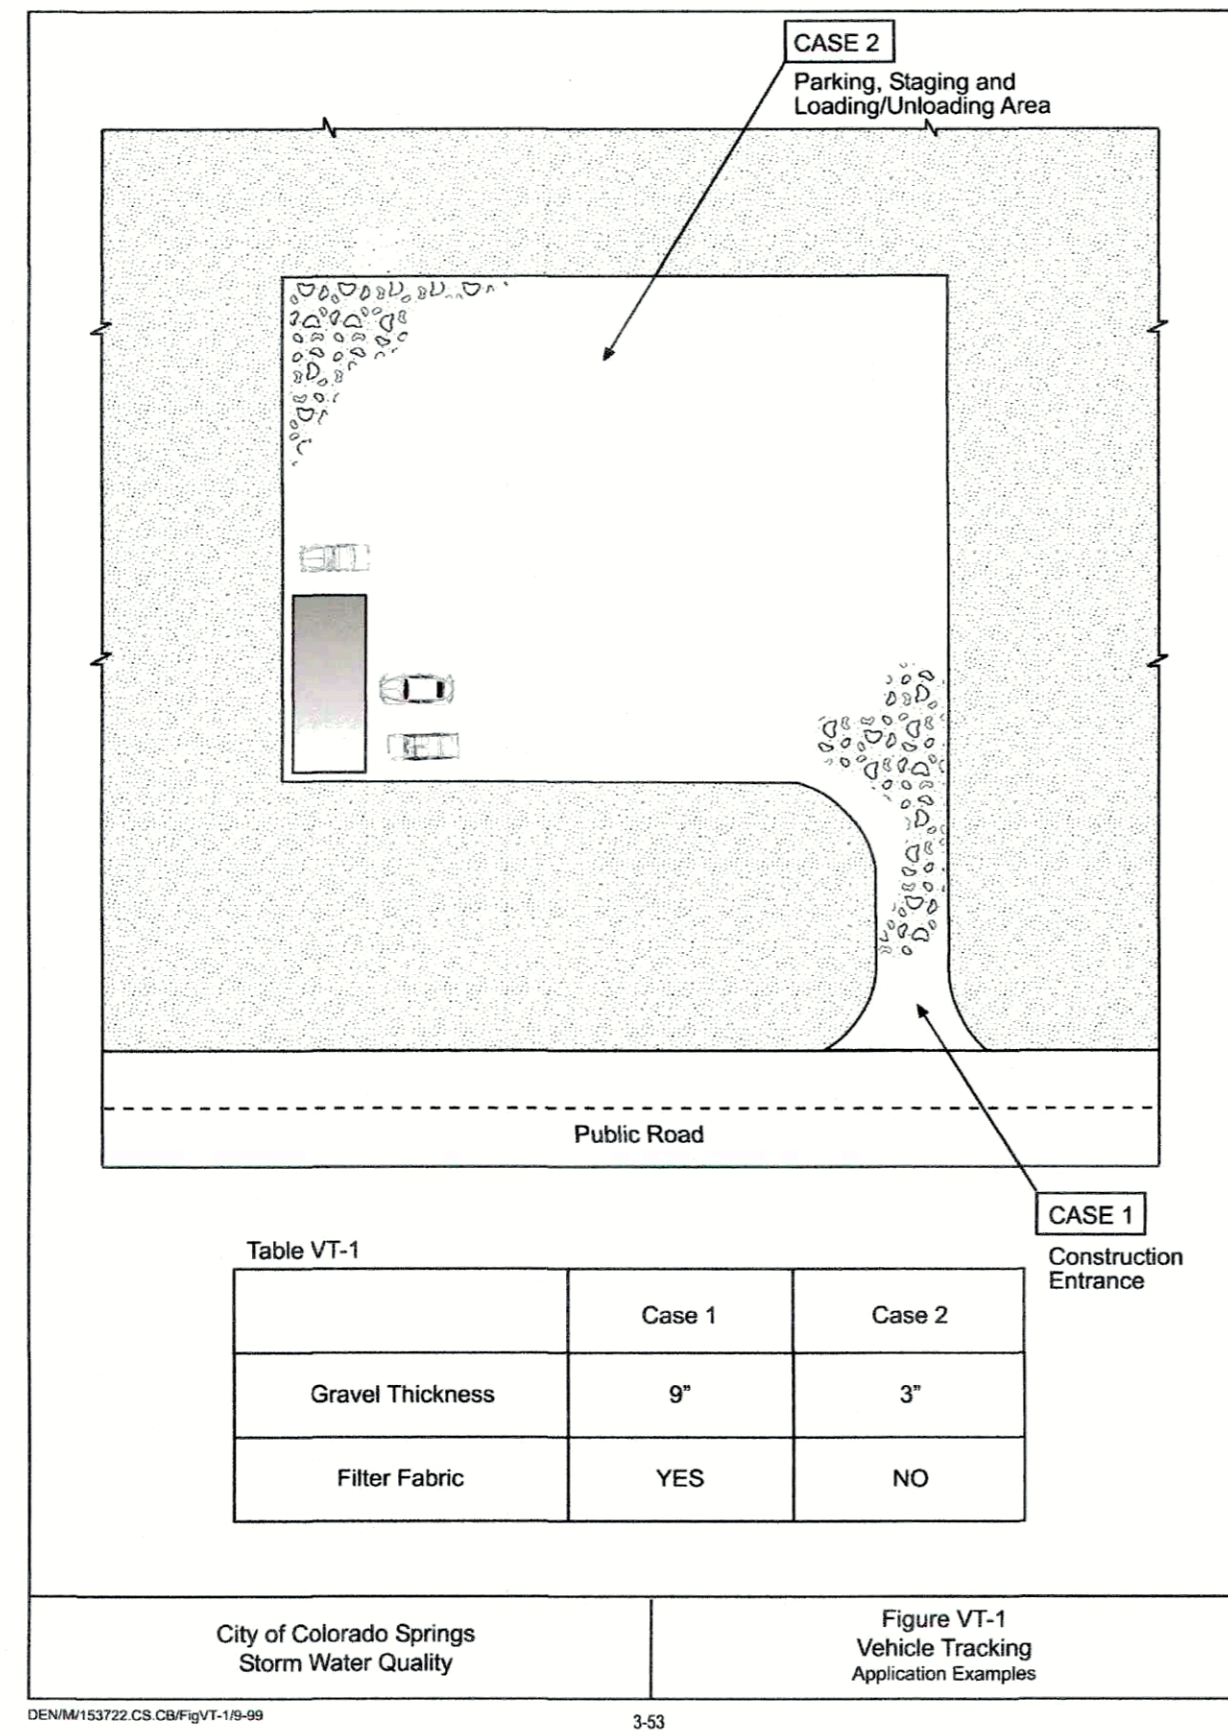 CASE 2
Parking, Staging and
Loading/Unloading Area
Public Road
CASE 1
Construction
Entrance
Table VT-1
Case 1 Case 2
Gravel Thickness 9” 3”
Filter Fabric YES NO
City of Colorado Springs
Storm Water Quality
Figure VT-1
Vehicle Tracking
Application Examples
DEN/M/153722.CS.CB/FigVT-1/9-99
3-53